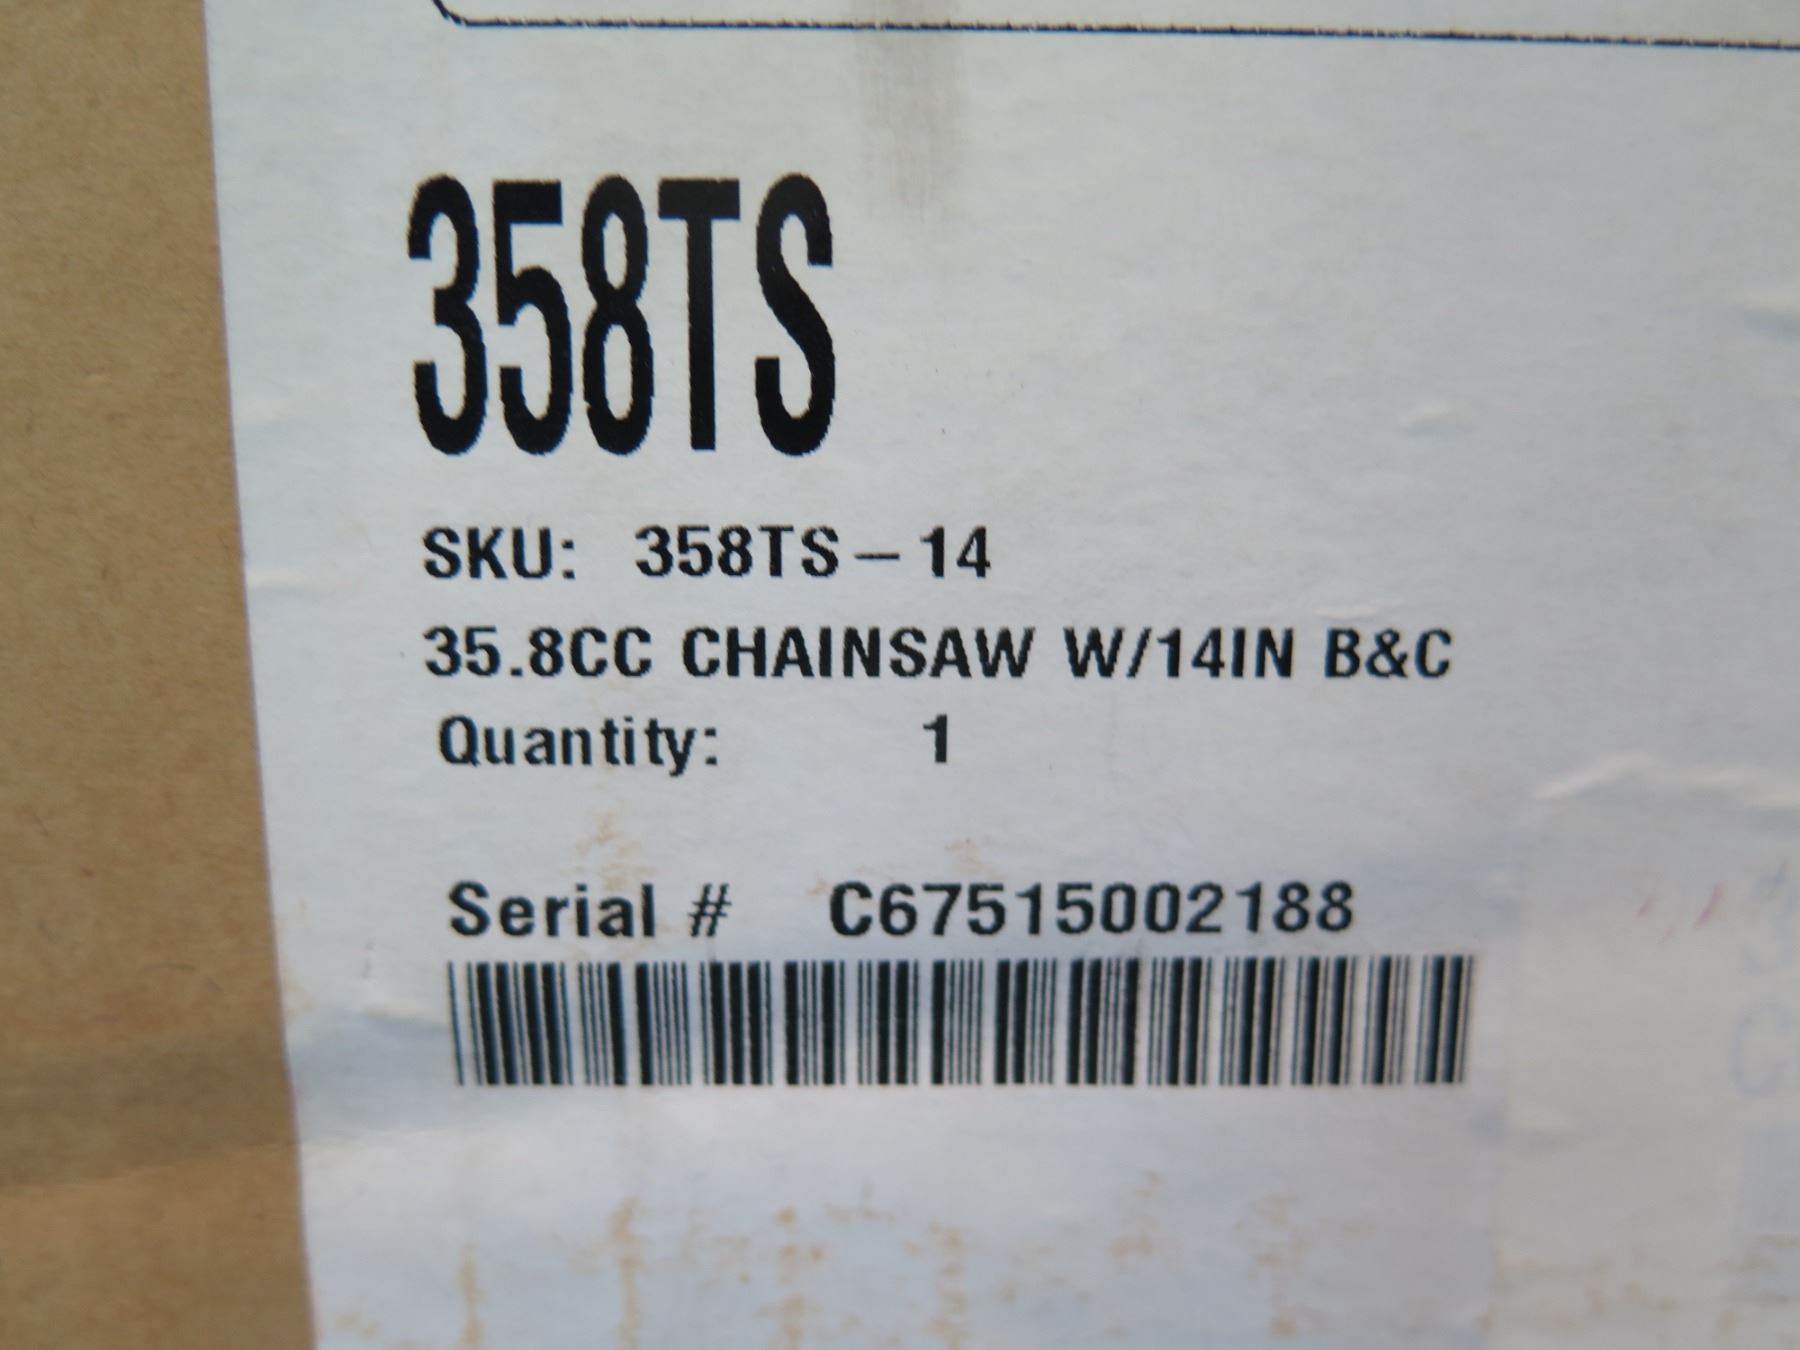 358TS
SKU: 358TS-14
35.8CC CHAINSAW W/14IN B&C
Quantity: 1
Serial # C67515002188